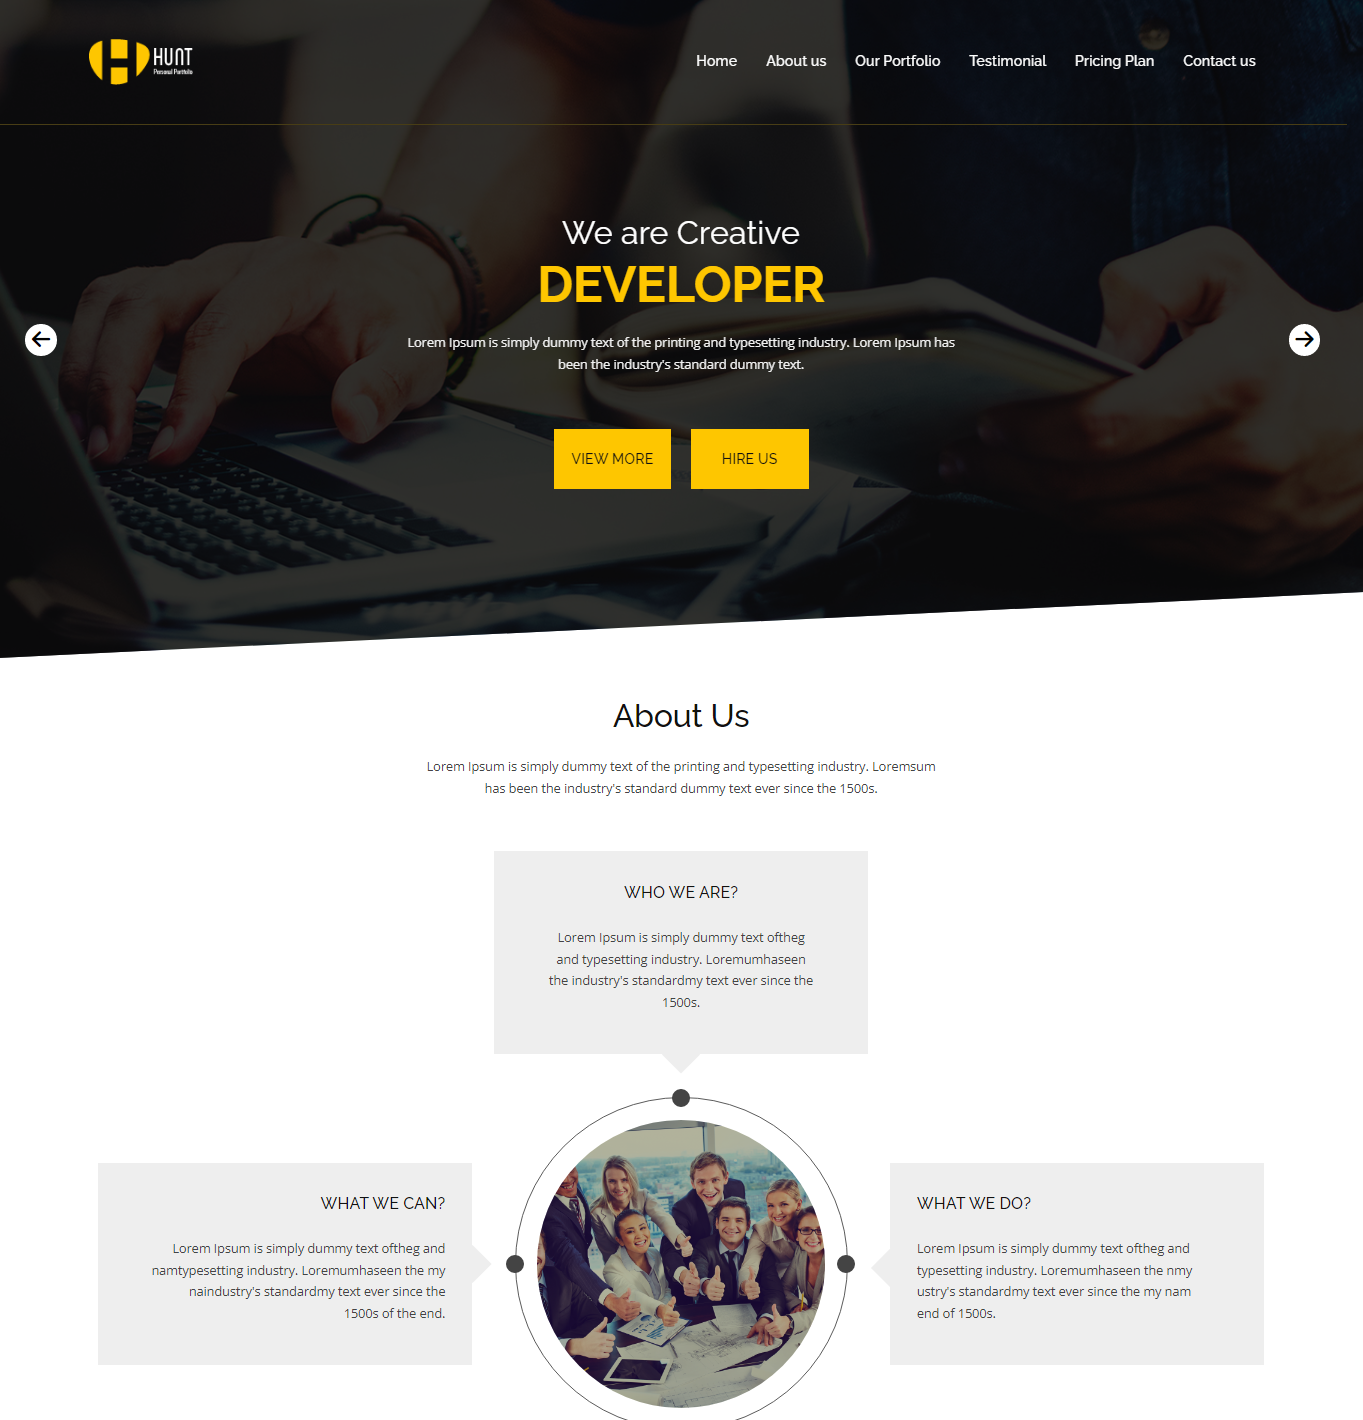 HUNT
Personal Portfolio
Home About us Our Portfolio Testimonial Pricing Plan Contact us
We are Creative
DEVELOPER
Lorem Ipsum is simply dummy text of the printing and typesetting industry. Lorem Ipsum has
been the industry's standard dummy text.
VIEW MORE HIRE US
About Us
Lorem Ipsum is simply dummy text of the printing and typesetting industry. Loremsum
has been the industry's standard dummy text ever since the 1500s.
WHO WE ARE?
Lorem Ipsum is simply dummy text oftheg
and typesetting industry. Loremumhaseen
the industry's standardmy text ever since the
1500s.
WHAT WE CAN?
Lorem Ipsum is simply dummy text oftheg and
namtypesetting industry. Loremumhaseen the my
naindustry's standardmy text ever since the
1500s of the end.
WHAT WE DO?
Lorem Ipsum is simply dummy text oftheg and
typesetting industry. Loremumhaseen the nmy
ustry's standardmy text ever since the my nam
end of 1500s.